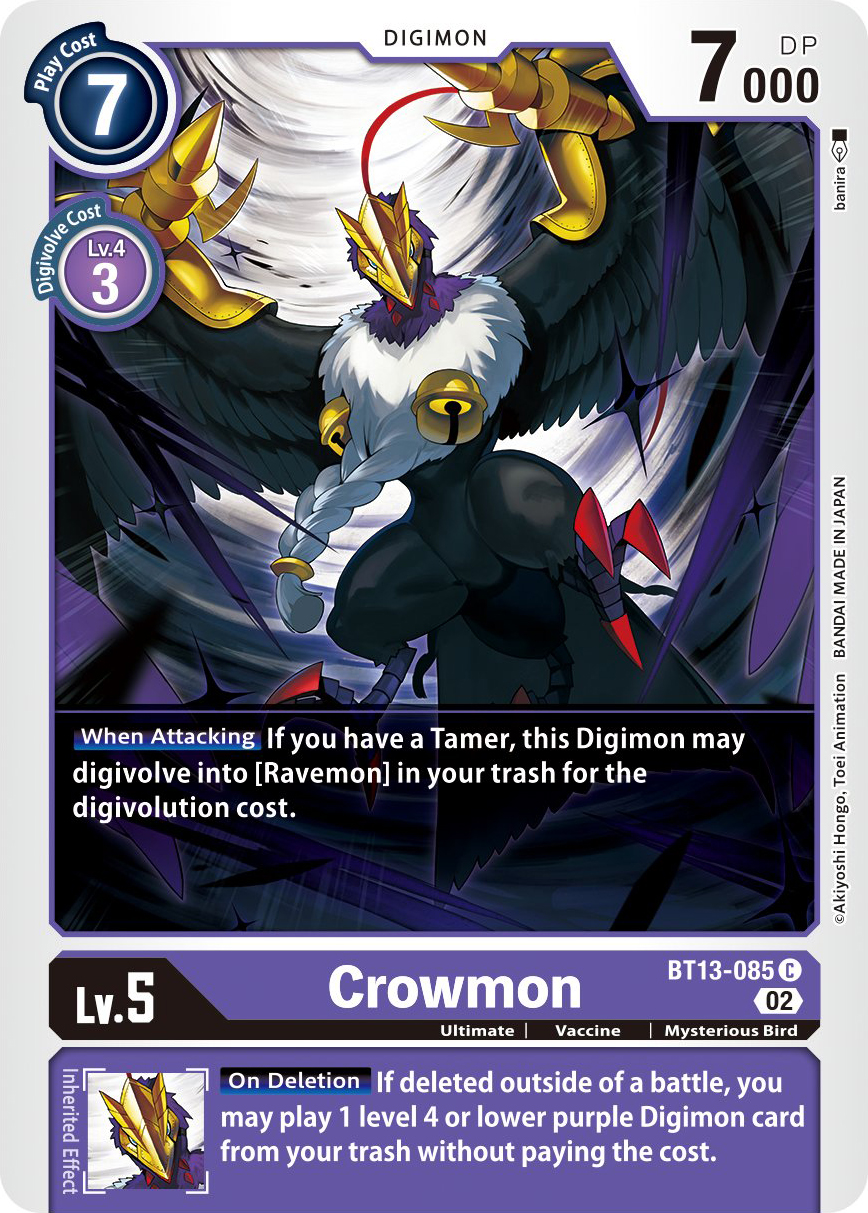 DIGIMON
Play Cost
7
7000
DP
banira
Digivolve Cost
Lv.4
3
BANDAI MADE IN JAPAN
©Akiyoshi Hongo, Toei Animation
When Attacking If you have a Tamer, this Digimon may
digivolve into [Ravemon] in your trash for the
digivolution cost.
Lv.5
Crowmon
BT13-085 C
02
Ultimate | Vaccine | Mysterious Bird
Inherited Effect
On Deletion If deleted outside of a battle, you
may play 1 level 4 or lower purple Digimon card
from your trash without paying the cost.